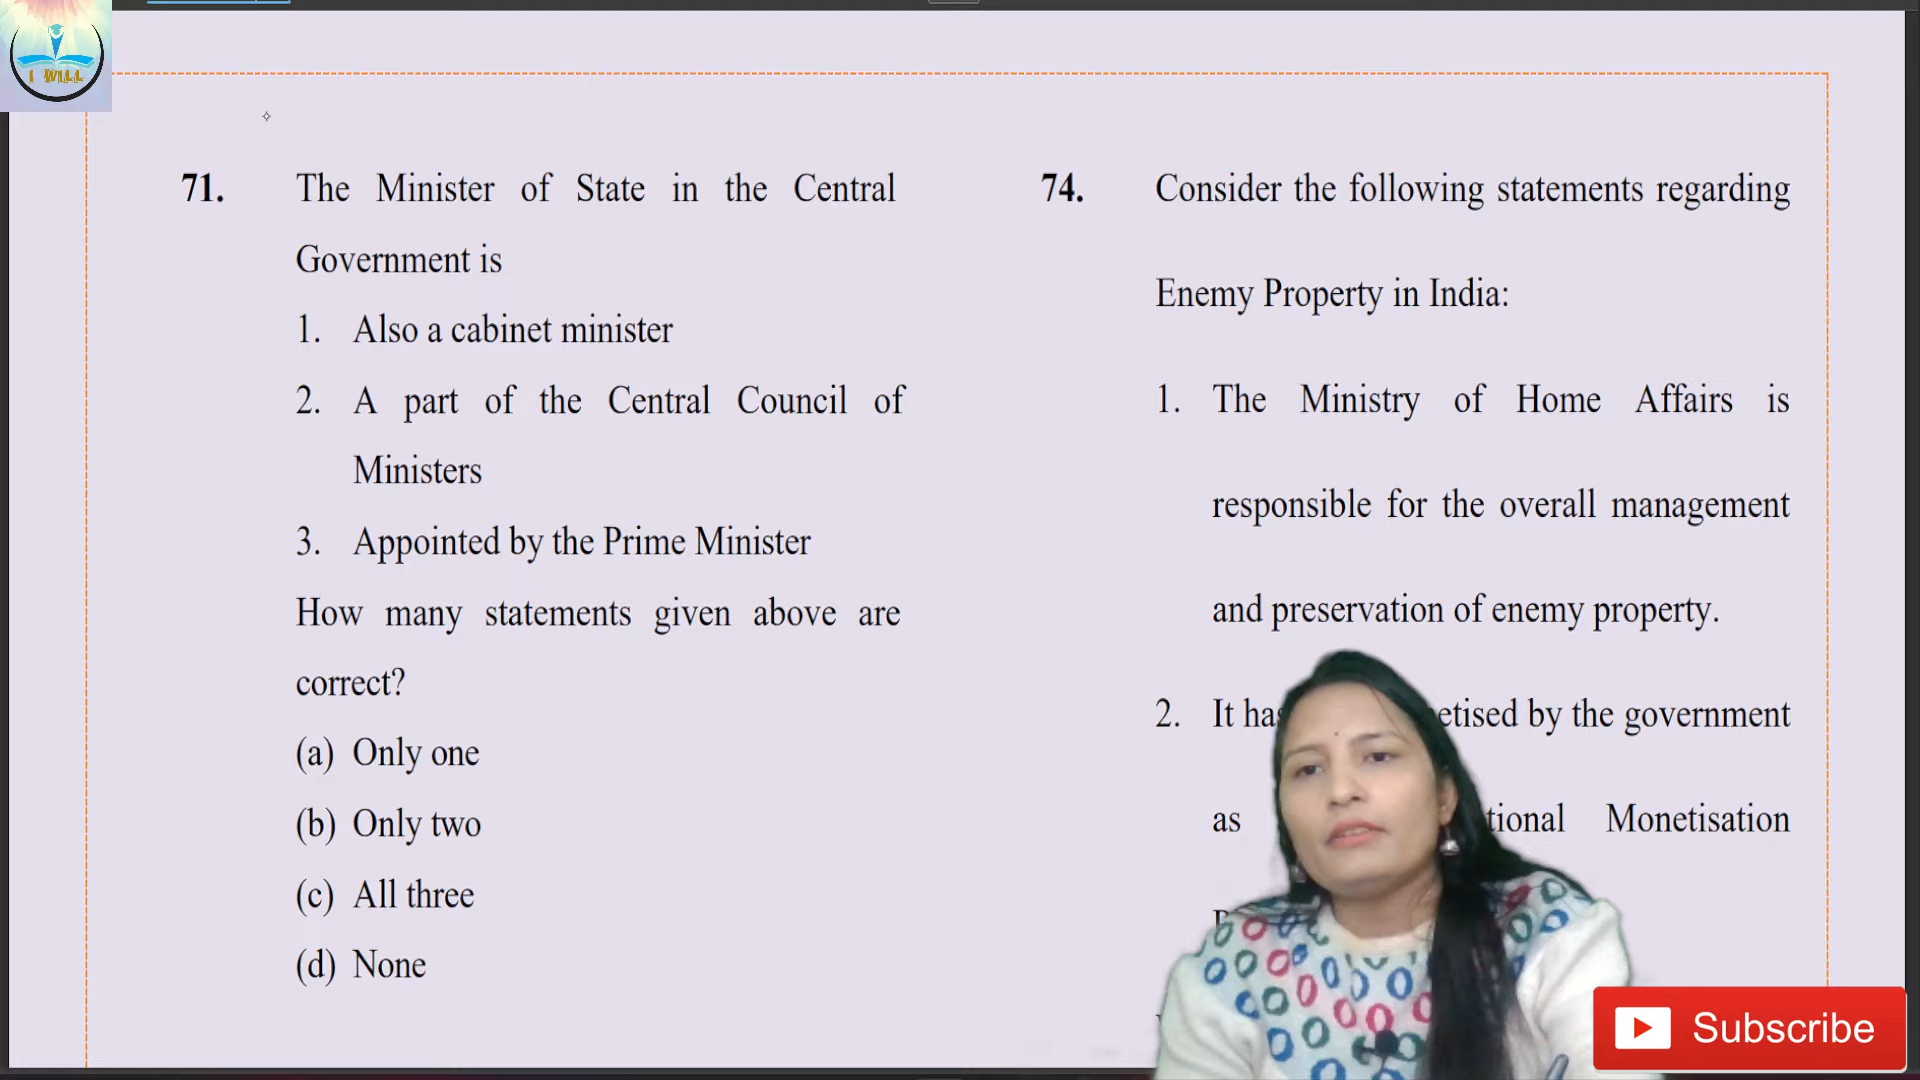 I WILL
71. The Minister of State in the Central
Government is
1. Also a cabinet minister
2. A part of the Central Council of
Ministers
3. Appointed by the Prime Minister
How many statements given above are
correct?
(a) Only one
(b) Only two
(c) All three
(d) None
74. Consider the following statements regarding
Enemy Property in India:
1. The Ministry of Home Affairs is
responsible for the overall management
and preservation of enemy property.
2. It by the government
as Monetisation
Subscribe